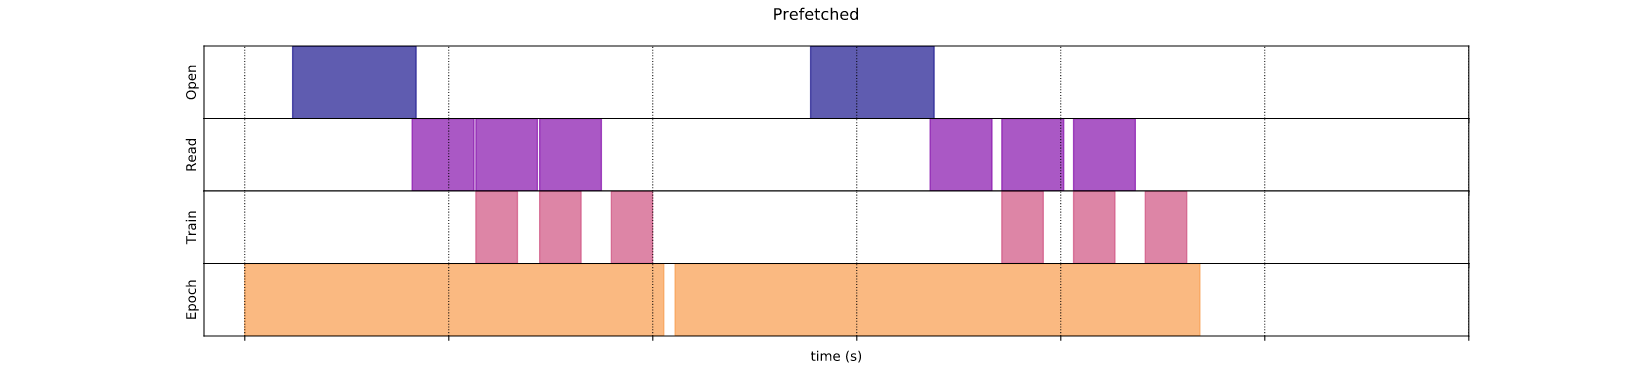 Prefetched
Open
Read
Train
Epoch
time (s)